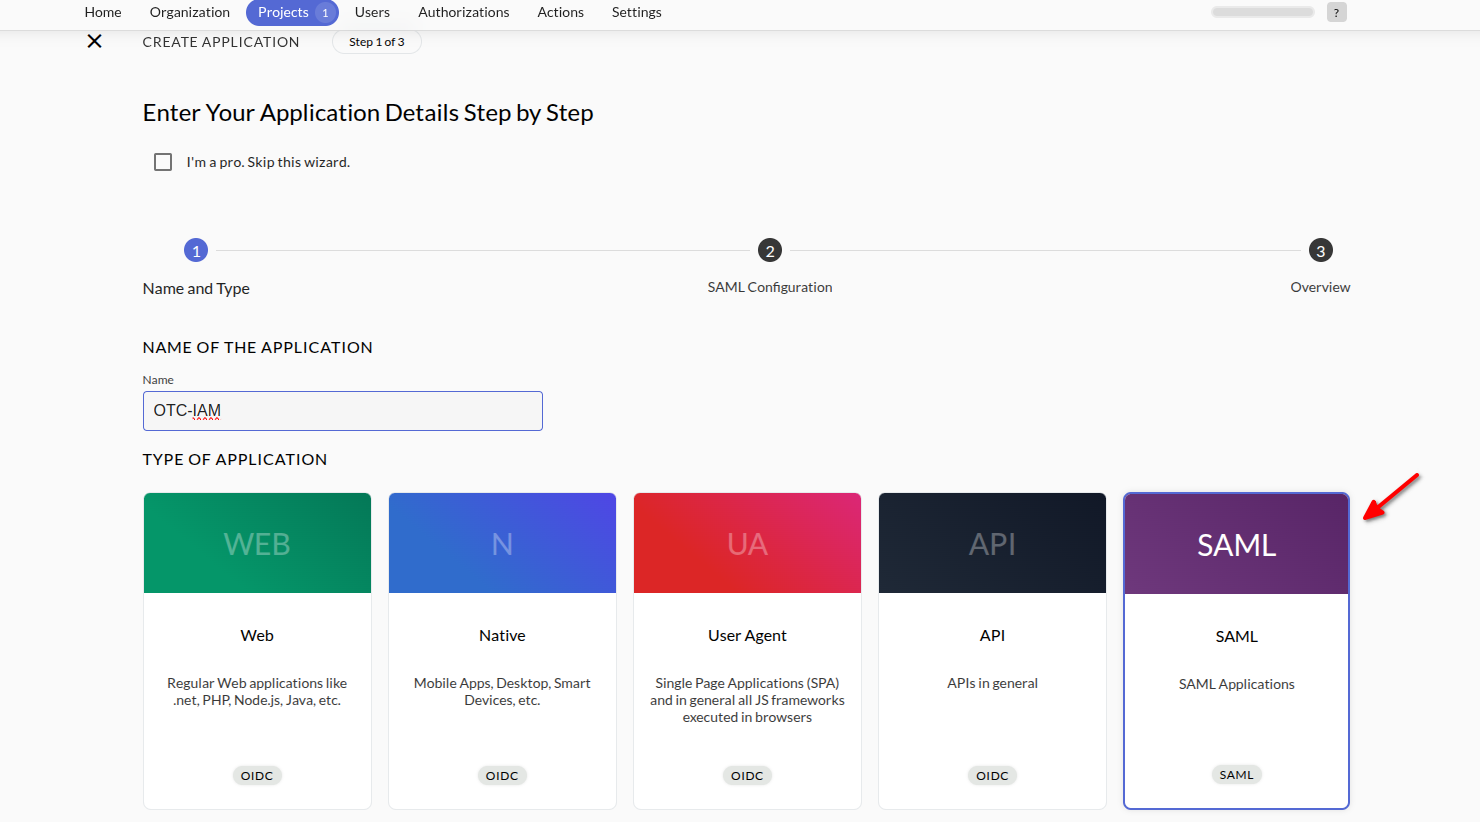 Home Organization Projects 1 Users Authorizations Actions Settings ?
CREATE APPLICATION Step 1 of 3
Enter Your Application Details Step by Step
I'm a pro. Skip this wizard.
1 2 3
Name and Type SAML Configuration Overview
NAME OF THE APPLICATION
Name
OTC-IAM
TYPE OF APPLICATION
WEB
Web
Regular Web applications like
.net, PHP, Node.js, Java, etc.
OIDC
N
Native
Mobile Apps, Desktop, Smart
Devices, etc.
OIDC
UA
User Agent
Single Page Applications (SPA)
and in general all JS frameworks
executed in browsers
OIDC
API
API
APIs in general
OIDC
SAML
SAML
SAML Applications
SAML